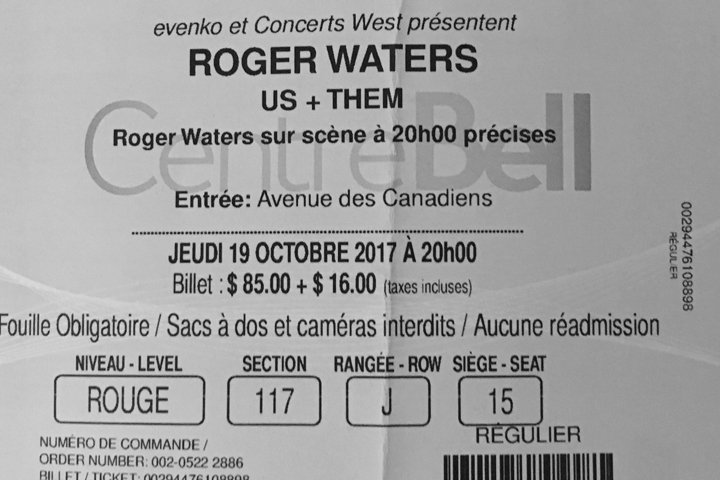 evenko et Concerts West présentent
ROGER WATERS
US + THEM
CentreBell
Roger Waters sur scène à 20h00 précises
Entrée: Avenue des Canadiens
JEUDI 19 OCTOBRE 2017 À 20h00
Billet : $ 85.00 + $ 16.00 (taxes incluses)
Fouille Obligatoire / Sacs à dos et caméras interdits / Aucune réadmission
NIVEAU - LEVEL SECTION RANGÉE - ROW SIÈGE - SEAT
ROUGE 117 J 15
RÉGULIER
NUMÉRO DE COMMANDE /
ORDER NUMBER: 002-0522 2886
BILLET / TICKET: 00294476108898
00294476108898
RÉGULIER